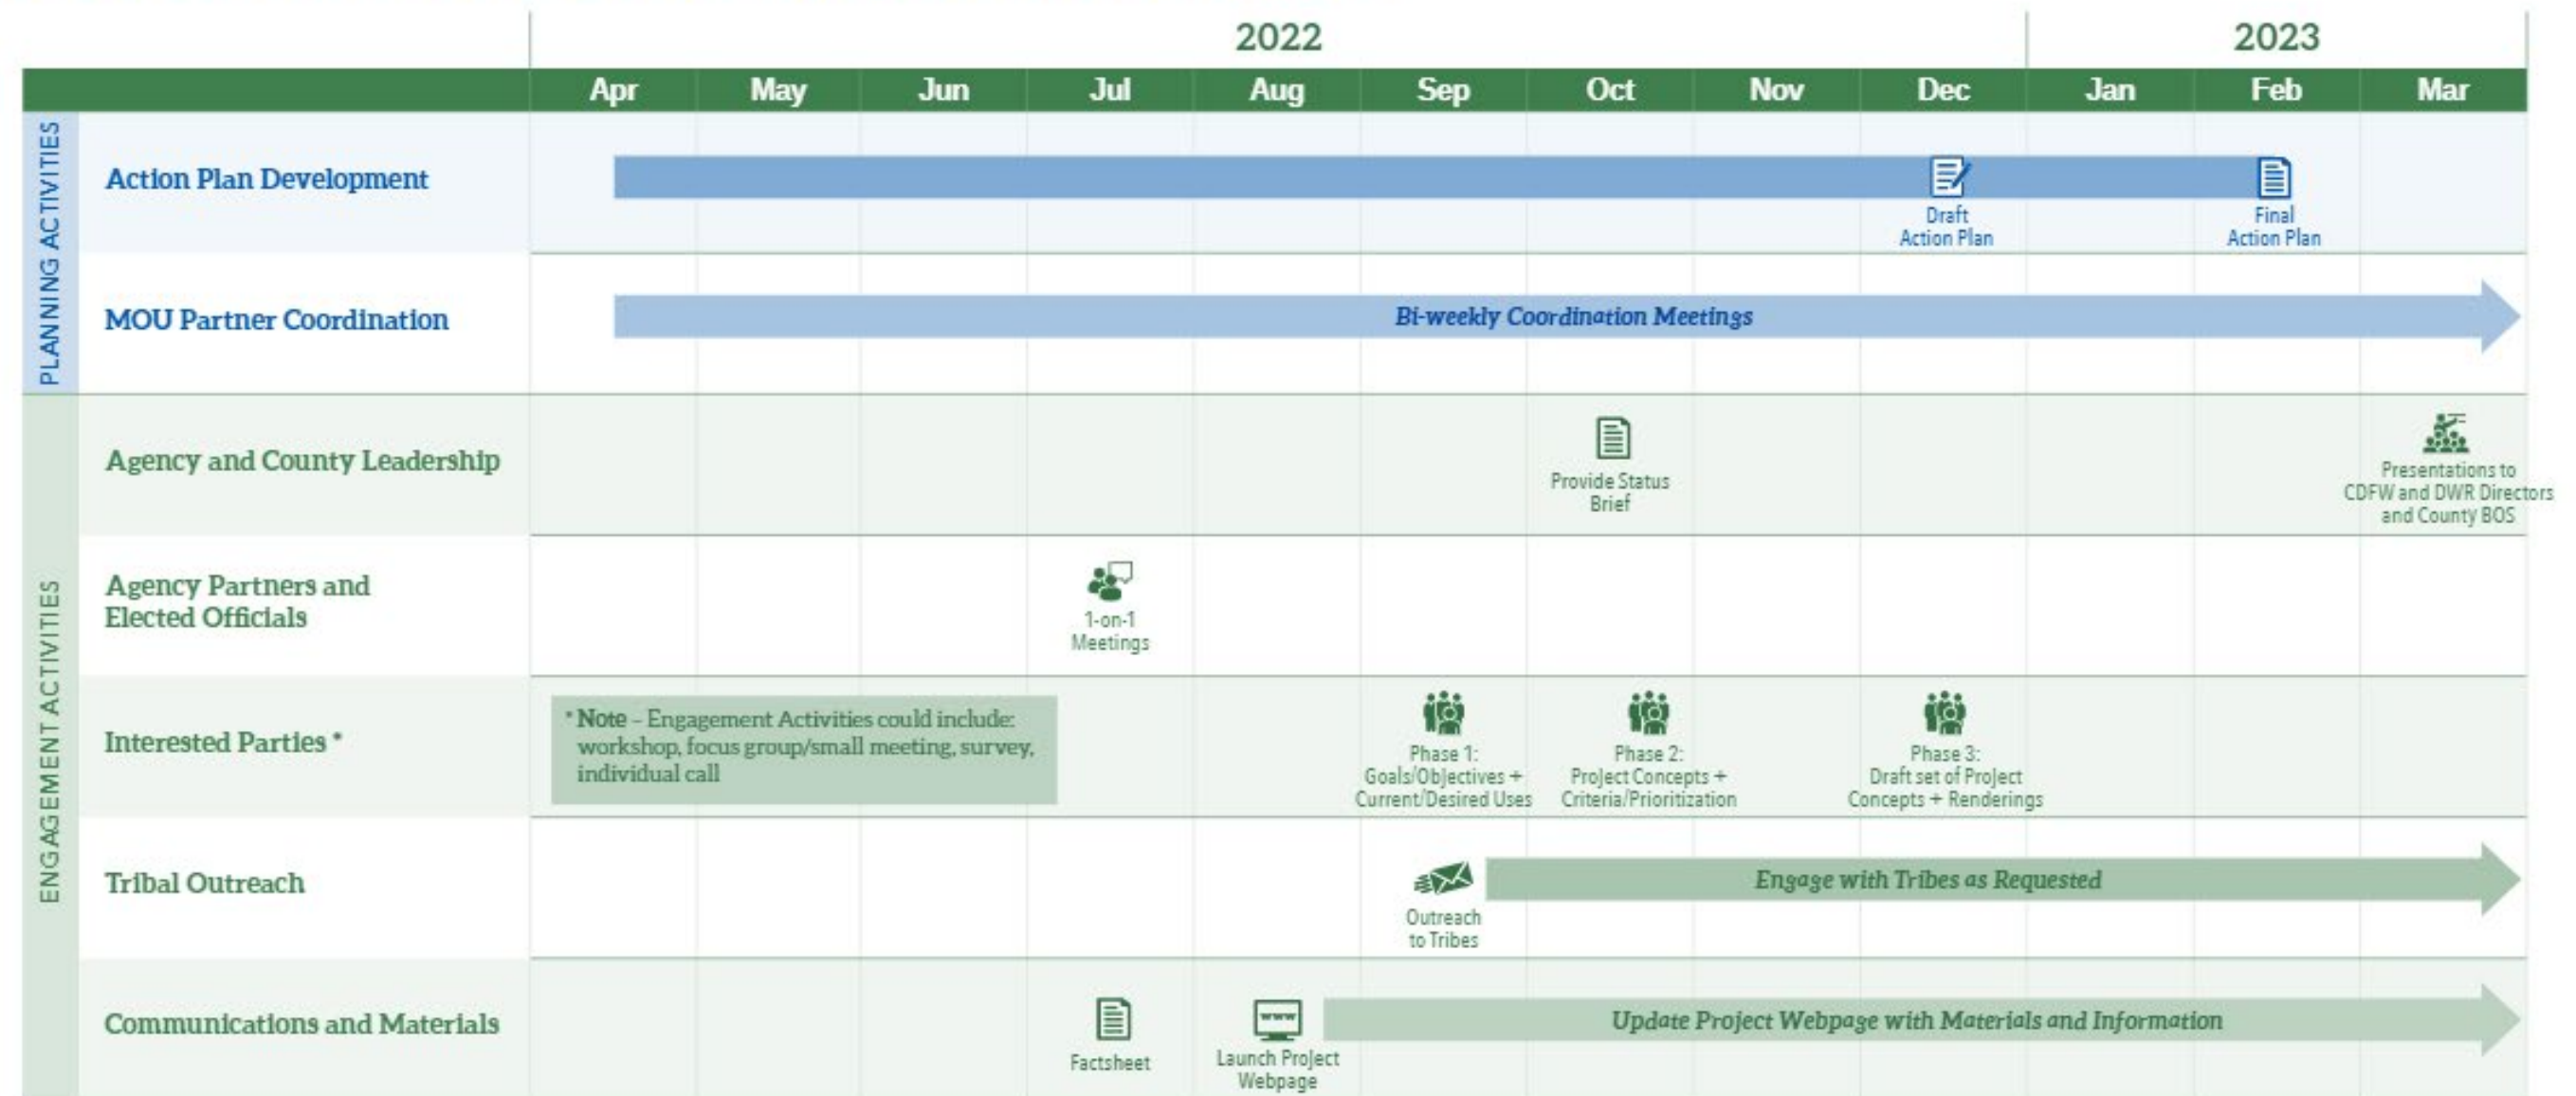 2022
2023
Apr
May
Jun
Jul
Aug
Sep
Oct
Nov
Dec
Jan
Feb
Mar
PLANNING ACTIVITIES
Action Plan Development
Draft
Action Plan
Final
Action Plan
MOU Partner Coordination
Bi-weekly Coordination Meetings
ENGAGEMENT ACTIVITIES
Agency and County Leadership
Provide Status
Brief
Presentations to
CDFW and DWR Directors
and County BOS
Agency Partners and
Elected Officials
1-on-1
Meetings
Interested Parties *
* Note – Engagement Activities could include:
workshop, focus group/small meeting, survey,
individual call
Phase 1:
Goals/Objectives +
Current/Desired Uses
Phase 2:
Project Concepts +
Criteria/Prioritization
Phase 3:
Draft set of Project
Concepts + Renderings
Tribal Outreach
Outreach
to Tribes
Engage with Tribes as Requested
Communications and Materials
Factsheet
www
Launch Project
Webpage
Update Project Webpage with Materials and Information